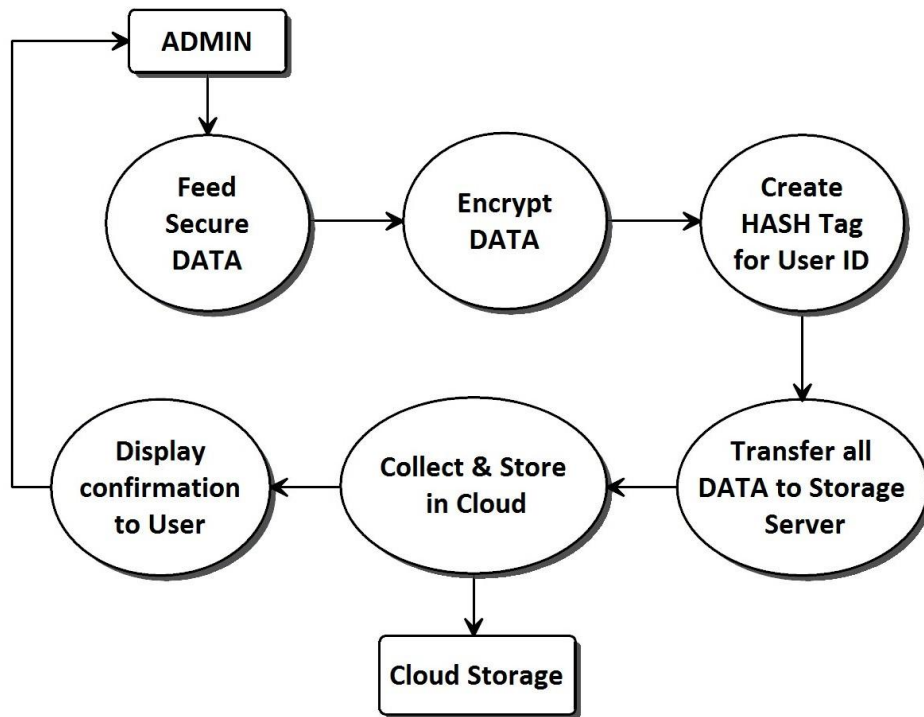 ADMIN
Feed
Secure
DATA
Encrypt
DATA
Create
HASH Tag
for User ID
Transfer all
DATA to Storage
Server
Collect & Store
in Cloud
Display
confirmation
to User
Cloud Storage